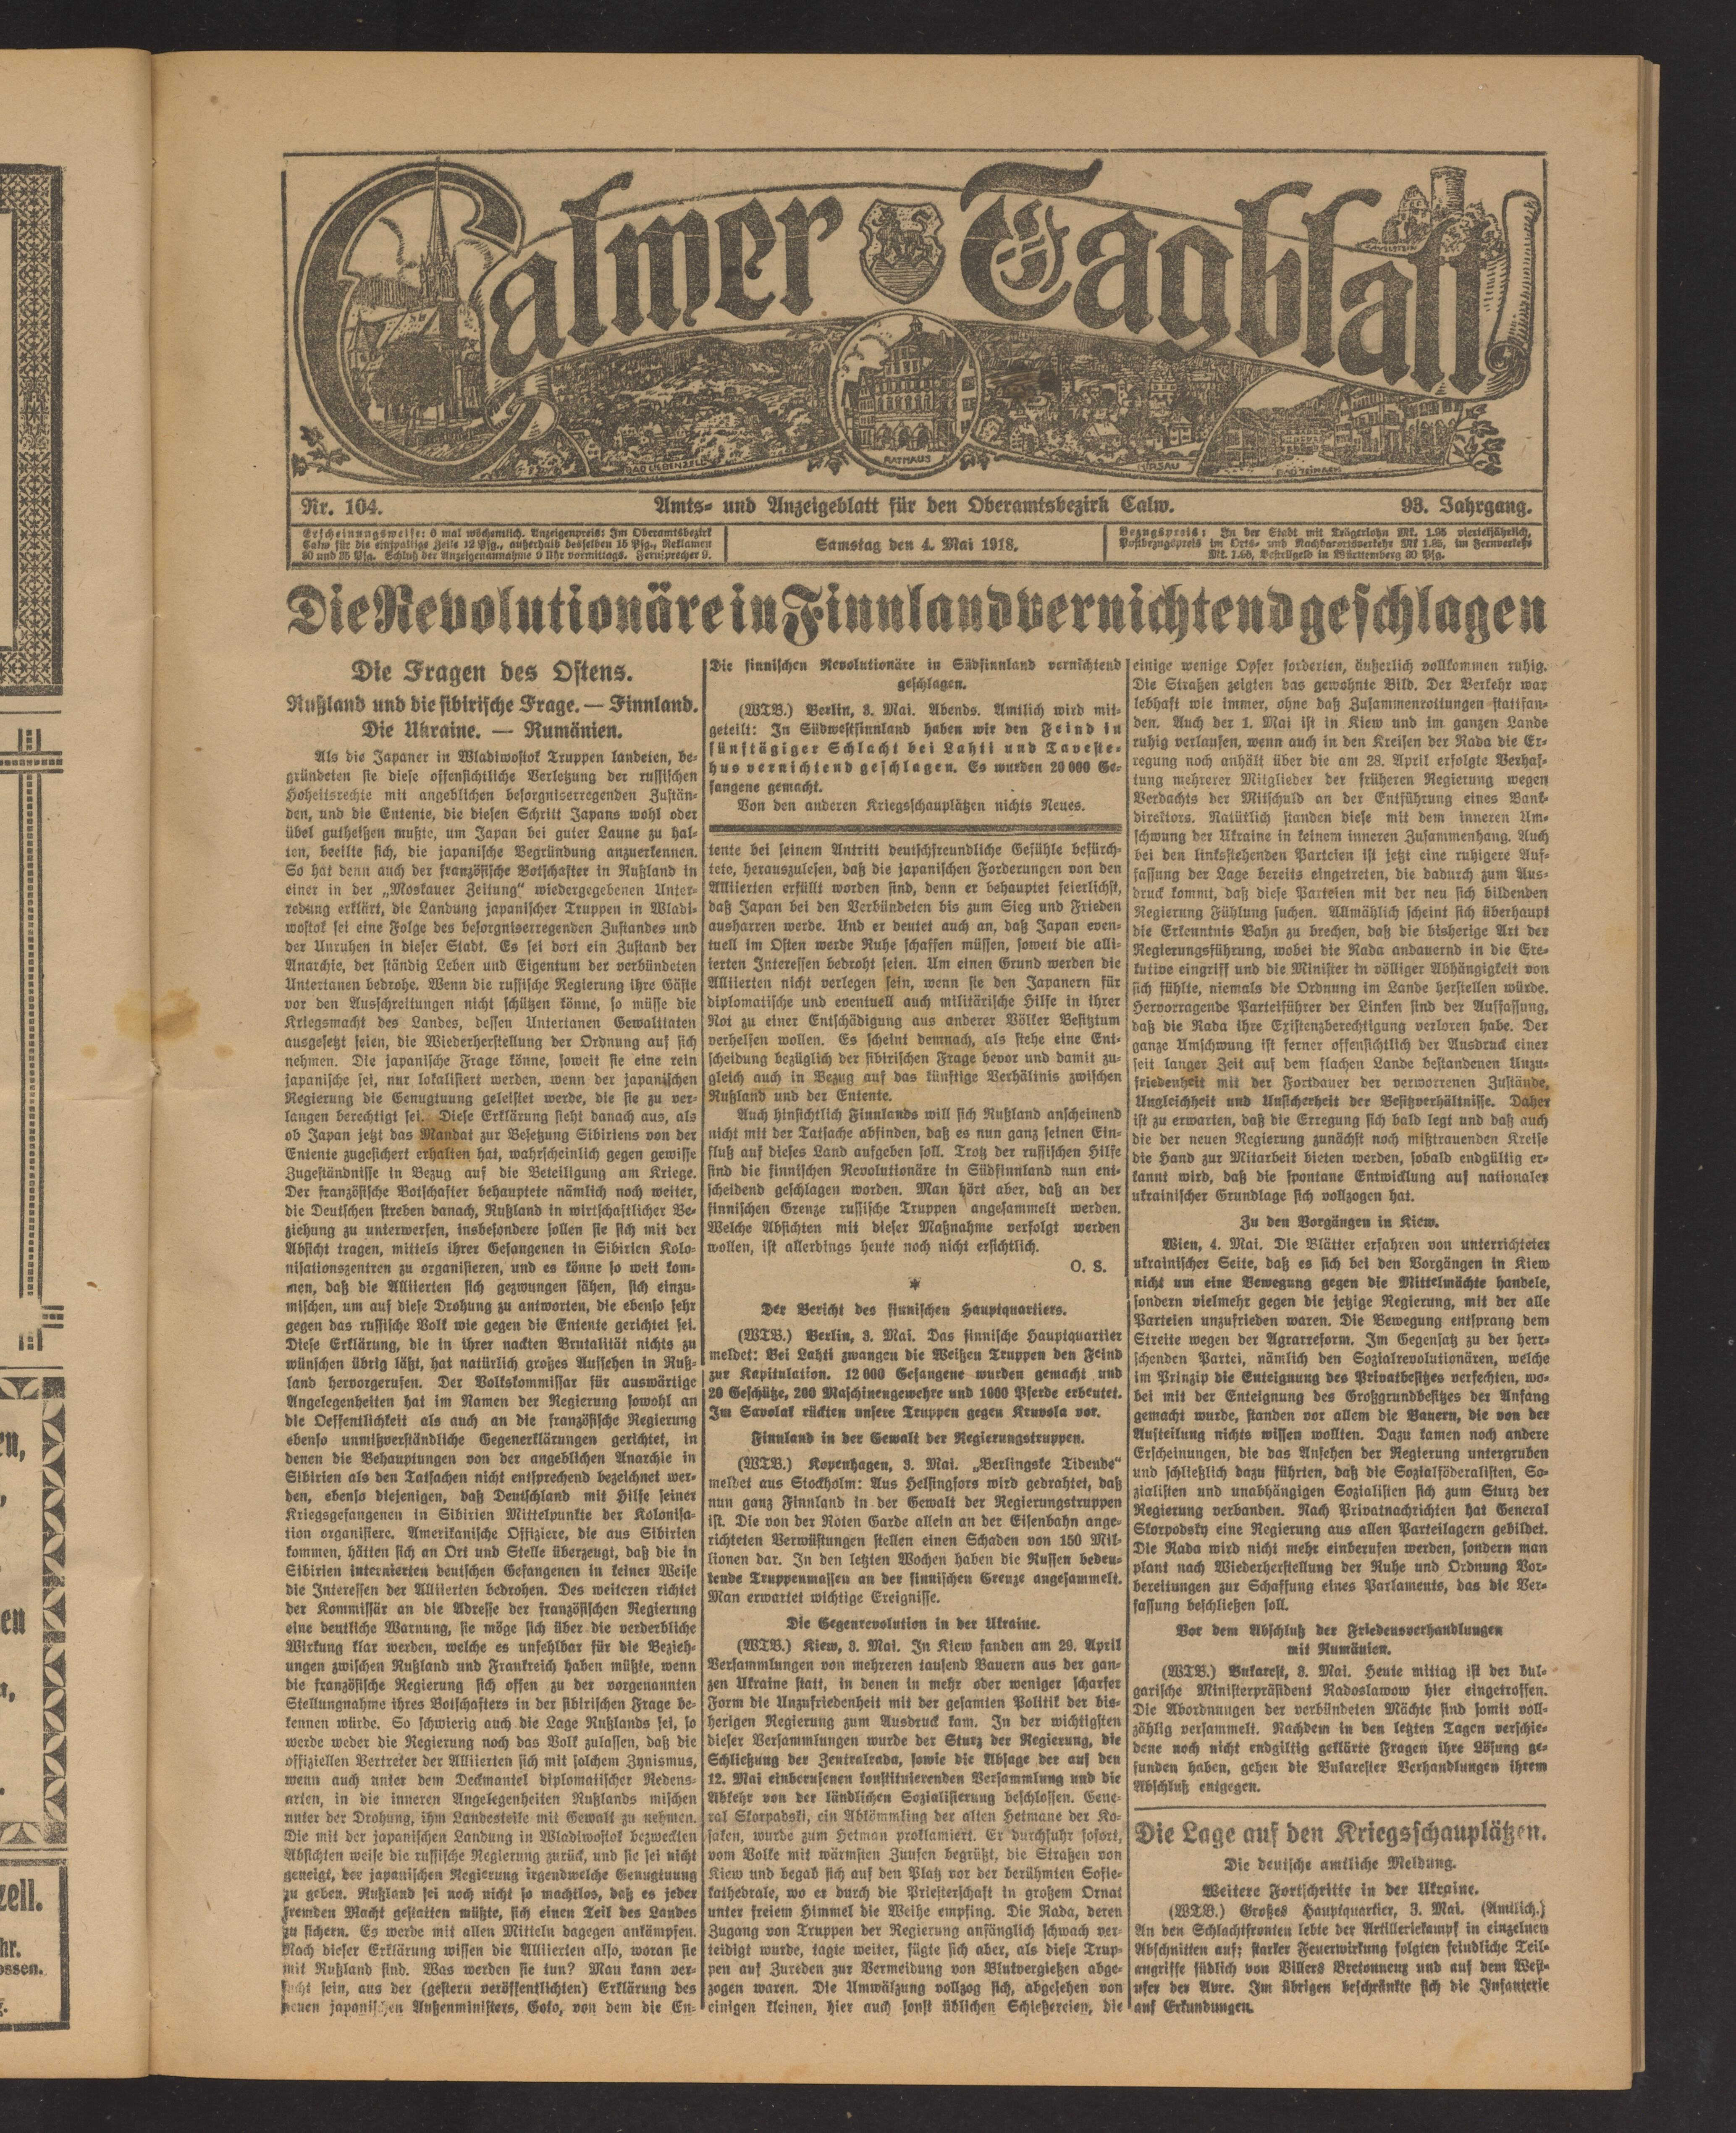 Calmer Tagblatt
BAD LIEBENZELL
RATHAUS
HIRSAU
BAD TEINACH
Nr. 104.
Amts- und Anzeigeblatt für den Oberamtsbezirk Calw.
93. Jahrgang.
Erscheinungsweise: 6 mal wöchentlich. Anzeigenpreis: Im Oberamtsbezirk
Calw für die einspaltige Zeile 12 Pfg., außerhalb desselben 15 Pfg., Reklamen
30 und 35 Pfg. Schluß der Anzeigenannahme 9 Uhr vormittags. Fernsprecher 9.
Samstag den 4. Mai 1918.
Bezugspreis: In der Stadt mit Trägerlohn Mk. 1.95 vierteljährlich,
Postbezugspreis im Orts- und Nachbarortsverkehr Mk 1.85, im Fernverkehr
Mk. 1.95, Bestellgeld in Württemberg 30 Pfg.
Die Revolutionäre in Finnland vernichtend geschlagen
Die Fragen des Ostens.
Rußland und die sibirische Frage. — Finnland.
Die Ukraine. — Rumänien.
Als die Japaner in Wladiwostok Truppen landeten, be-
gründeten sie diese offensichtliche Verletzung der russischen
Hoheitsrechte mit angeblichen besorgniserregenden Zustän-
den, und die Entente, die diesen Schritt Japans wohl oder
übel gutheißen mußte, um Japan bei guter Laune zu hal-
ten, beeilte sich, die japanische Begründung anzuerkennen.
So hat denn auch der französische Botschafter in Rußland in
einer in der „Moskauer Zeitung“ wiedergegebenen Unter-
redung erklärt, die Landung japanischer Truppen in Wladi-
wostok sei eine Folge des besorgniserregenden Zustandes und
der Unruhen in dieser Stadt. Es sei dort ein Zustand der
Anarchie, der ständig Leben und Eigentum der verbündeten
Untertanen bedrohe. Wenn die russische Regierung ihre Gäste
vor den Ausschreitungen nicht schützen könne, so müsse die
Kriegsmacht des Landes, dessen Untertanen Gewalttaten
ausgesetzt seien, die Wiederherstellung der Ordnung auf sich
nehmen. Die japanische Frage könne, soweit sie eine rein
japanische sei, nur lokalisiert werden, wenn der japanischen
Regierung die Genugtuung geleistet werde, die sie zu ver-
langen berechtigt sei. Diese Erklärung sieht danach aus, als
ob Japan jetzt das Mandat zur Besetzung Sibiriens von der
Entente zugesichert erhalten hat, wahrscheinlich gegen gewisse
Zugeständnisse in Bezug auf die Beteiligung am Kriege.
Der französische Botschafter behauptete nämlich noch weiter,
die Deutschen streben danach, Rußland in wirtschaftlicher Be-
ziehung zu unterwerfen, insbesondere sollen sie sich mit der
Absicht tragen, mittels ihrer Gefangenen in Sibirien Kolo-
nisationszentren zu organisieren, und es könne so weit kom-
men, daß die Alliierten sich gezwungen sähen, sich einzu-
mischen, um auf diese Drohung zu antworten, die ebenso sehr
gegen das russische Volk wie gegen die Entente gerichtet sei.
Diese Erklärung, die in ihrer nackten Brutalität nichts zu
wünschen übrig läßt, hat natürlich großes Aufsehen in Ruß-
land hervorgerufen. Der Volkskommissar für auswärtige
Angelegenheiten hat im Namen der Regierung sowohl an
die Oeffentlichkeit als auch an die französische Regierung
ebenso unmißverständliche Gegenerklärungen gerichtet, in
denen die Behauptungen von der angeblichen Anarchie in
Sibirien als den Tatsachen nicht entsprechend bezeichnet wer-
den, ebenso diejenigen, daß Deutschland mit Hilfe seiner
Kriegsgefangenen in Sibirien Mittelpunkte der Kolonisa-
tion organisiere. Amerikanische Offiziere, die aus Sibirien
kommen, hätten sich an Ort und Stelle überzeugt, daß die in
Sibirien internierten deutschen Gefangenen in keiner Weise
die Interessen der Alliierten bedrohen. Des weiteren richtet
der Kommissär an die Adresse der französischen Regierung
eine deutliche Warnung, sie möge sich über die verderbliche
Wirkung klar werden, welche es unfehlbar für die Bezieh-
ungen zwischen Rußland und Frankreich haben müßte, wenn
die französische Regierung sich offen zu der vorgenannten
Stellungnahme ihres Botschafters in der sibirischen Frage be-
kennen würde. So schwierig auch die Lage Rußlands sei, so
werde weder die Regierung noch das Volk zulassen, daß die
offiziellen Vertreter der Alliierten sich mit solchem Zynismus,
wenn auch unter dem Deckmantel diplomatischer Redens-
arten, in die inneren Angelegenheiten Rußlands mischen
unter der Drohung, ihm Landesteile mit Gewalt zu nehmen.
Die mit der japanischen Landung in Wladiwostok bezweckten
Absichten weise die russische Regierung zurück, und sie sei nicht
geneigt, der japanischen Regierung irgendwelche Genugtuung
zu geben. Rußland sei noch nicht so machtlos, daß es jeder
fremden Macht gestatten müßte, sich einen Teil des Landes
zu sichern. Es werde mit allen Mitteln dagegen ankämpfen.
Nach dieser Erklärung wissen die Alliierten also, woran sie
mit Rußland sind. Was werden sie tun? Man kann ver-
sucht sein, aus der (gestern veröffentlichten) Erklärung des
neuen japanischen Außenministers, Goto, von dem die En-
Die finnischen Revolutionäre in Südfinnland vernichtend
geschlagen.
(WTB.) Berlin, 3. Mai. Abends. Amtlich wird mit-
geteilt: In Südwestfinnland haben wir den Feind in
fünftägiger Schlacht bei Lahti und Taveste-
hus vernichtend geschlagen. Es wurden 20 000 Ge-
fangene gemacht.
Von den anderen Kriegsschauplätzen nichts Neues.
tente bei seinem Antritt deutschfreundliche Gefühle befürch-
tete, herauszulesen, daß die japanischen Forderungen von den
Alliierten erfüllt worden sind, denn er behauptet feierlichst,
daß Japan bei den Verbündeten bis zum Sieg und Frieden
ausharren werde. Und er deutet auch an, daß Japan even-
tuell im Osten werde Ruhe schaffen müssen, soweit die alli-
ierten Interessen bedroht seien. Um einen Grund werden die
Alliierten nicht verlegen sein, wenn sie den Japanern für
diplomatische und eventuell auch militärische Hilfe in ihrer
Not zu einer Entschädigung aus anderer Völker Besitztum
verhelfen wollen. Es scheint demnach, als stehe eine Ent-
scheidung bezüglich der sibirischen Frage bevor und damit zu-
gleich auch in Bezug auf das künftige Verhältnis zwischen
Rußland und der Entente.
Auch hinsichtlich Finnlands will sich Rußland anscheinend
nicht mit der Tatsache abfinden, daß es nun ganz seinen Ein-
fluß auf dieses Land aufgeben soll. Trotz der russischen Hilfe
sind die finnischen Revolutionäre in Südfinnland nun ent-
scheidend geschlagen worden. Man hört aber, daß an der
finnischen Grenze russische Truppen angesammelt werden.
Welche Absichten mit dieser Maßnahme verfolgt werden
wollen, ist allerdings heute noch nicht ersichtlich.
O. S.
*
Der Bericht des finnischen Hauptquartiers.
(WTB.) Berlin, 3. Mai. Das finnische Hauptquartier
meldet: Bei Lahti zwangen die Weißen Truppen den Feind
zur Kapitulation. 12 000 Gefangene wurden gemacht und
20 Geschütze, 200 Maschinengewehre und 1000 Pferde erbeutet.
Im Savolak rückten unsere Truppen gegen Kruvola vor.
Finnland in der Gewalt der Regierungstruppen.
(WTB.) Kopenhagen, 3. Mai. „Berlingske Tidende“
meldet aus Stockholm: Aus Helsingfors wird gedrahtet, daß
nun ganz Finnland in der Gewalt der Regierungstruppen
ist. Die von der Roten Garde allein an der Eisenbahn ange-
richteten Verwüstungen stellen einen Schaden von 150 Mil-
lionen dar. In den letzten Wochen haben die Russen bedeu-
tende Truppenmassen an der finnischen Grenze angesammelt.
Man erwartet wichtige Ereignisse.
Die Gegenrevolution in der Ukraine.
(WTB.) Kiew, 3. Mai. In Kiew fanden am 29. April
Versammlungen von mehreren tausend Bauern aus der gan-
zen Ukraine statt, in denen in mehr oder weniger scharfer
Form die Unzufriedenheit mit der gesamten Politik der bis-
herigen Regierung zum Ausdruck kam. In der wichtigsten
dieser Versammlungen wurde der Sturz der Regierung, die
Schließung der Zentralrada, sowie die Absage der auf den
12. Mai einberufenen konstituierenden Versammlung und die
Abkehr von der ländlichen Sozialisierung beschlossen. Gene-
ral Skorpadski, ein Abkömmling der alten Hetmane der Ko-
saken, wurde zum Hetman proklamiert. Er durchfuhr sofort,
vom Volke mit wärmsten Zurufen begrüßt, die Straßen von
Kiew und begab sich auf den Platz vor der berühmten Sofie-
kathedrale, wo er durch die Priesterschaft in großem Ornat
unter freiem Himmel die Weihe empfing. Die Rada, deren
Zugang von Truppen der Regierung anfänglich schwach ver-
teidigt wurde, tagte weiter, fügte sich aber, als diese Trup-
pen auf Zureden zur Vermeidung von Blutvergießen abge-
zogen waren. Die Umwälzung vollzog sich, abgesehen von
einigen kleinen, hier auch sonst üblichen Schießereien, die
einige wenige Opfer forderten, äußerlich vollkommen ruhig.
Die Straßen zeigten das gewohnte Bild. Der Verkehr war
lebhaft wie immer, ohne daß Zusammenrottungen stattfan-
den. Auch der 1. Mai ist in Kiew und im ganzen Lande
ruhig verlaufen, wenn auch in den Kreisen der Rada die Er-
regung noch anhält über die am 28. April erfolgte Verhaf-
tung mehrerer Mitglieder der früheren Regierung wegen
Verdachts der Mitschuld an der Entführung eines Bank-
direktors. Natürlich standen diese mit dem inneren Um-
schwung der Ukraine in keinem inneren Zusammenhang. Auch
bei den linksstehenden Parteien ist jetzt eine ruhigere Auf-
fassung der Lage bereits eingetreten, die dadurch zum Aus-
druck kommt, daß diese Parteien mit der neu sich bildenden
Regierung Fühlung suchen. Allmählich scheint sich überhaupt
die Erkenntnis Bahn zu brechen, daß die bisherige Art der
Regierungsführung, wobei die Rada andauernd in die Exe-
kutive eingriff und die Minister in völliger Abhängigkeit von
sich fühlte, niemals die Ordnung im Lande herstellen würde.
Hervorragende Parteiführer der Linken sind der Auffassung,
daß die Rada ihre Existenzberechtigung verloren habe. Der
ganze Umschwung ist ferner offensichtlich der Ausdruck einer
seit langer Zeit auf dem flachen Lande bestandenen Unzu-
friedenheit mit der Fortdauer der verworrenen Zustände,
Ungleichheit und Unsicherheit der Besitzverhältnisse. Daher
ist zu erwarten, daß die Erregung sich bald legt und daß auch
die der neuen Regierung zunächst noch mißtrauenden Kreise
die Hand zur Mitarbeit bieten werden, sobald endgültig er-
kannt wird, daß die spontane Entwicklung auf nationaler
ukrainischer Grundlage sich vollzogen hat.
Zu den Vorgängen in Kiew.
Wien, 4. Mai. Die Blätter erfahren von unterrichteter
ukrainischer Seite, daß es sich bei den Vorgängen in Kiew
nicht um eine Bewegung gegen die Mittelmächte handele,
sondern vielmehr gegen die jetzige Regierung, mit der alle
Parteien unzufrieden waren. Die Bewegung entsprang dem
Streite wegen der Agrarreform. Im Gegensatz zu der herr-
schenden Partei, nämlich den Sozialrevolutionären, welche
im Prinzip die Enteignung des Privatbesitzes verfechten, wo-
bei mit der Enteignung des Großgrundbesitzes der Anfang
gemacht wurde, standen vor allem die Bauern, die von der
Aufteilung nichts wissen wollten. Dazu kamen noch andere
Erscheinungen, die das Ansehen der Regierung untergruben
und schließlich dazu führten, daß die Sozialföderalisten, So-
zialisten und unabhängigen Sozialisten sich zum Sturz der
Regierung verbanden. Nach Privatnachrichten hat General
Skorpodsky eine Regierung aus allen Parteilagern gebildet.
Die Rada wird nicht mehr einberufen werden, sondern man
plant nach Wiederherstellung der Ruhe und Ordnung Vor-
bereitungen zur Schaffung eines Parlaments, das die Ver-
fassung beschließen soll.
Vor dem Abschluß der Friedensverhandlungen
mit Rumänien.
(WTB.) Bukarest, 3. Mai. Heute mittag ist der bul-
garische Ministerpräsident Radoslawow hier eingetroffen.
Die Abordnungen der verbündeten Mächte sind somit voll-
zählig versammelt. Nachdem in den letzten Tagen verschie-
dene noch nicht endgiltig geklärte Fragen ihre Lösung ge-
funden haben, gehen die Bukarester Verhandlungen ihrem
Abschluß entgegen.
Die Lage auf den Kriegsschauplätzen.
Die deutsche amtliche Meldung.
Weitere Fortschritte in der Ukraine.
(WTB.) Großes Hauptquartier, 3. Mai. (Amtlich.)
An den Schlachtfronten lebte der Artilleriekampf in einzelnen
Abschnitten auf; starker Feuerwirkung folgten feindliche Teil-
angriffe südlich von Villers Bretonneux und auf dem West-
ufer der Avre. Im übrigen beschränkte sich die Infanterie
auf Erkundungen.